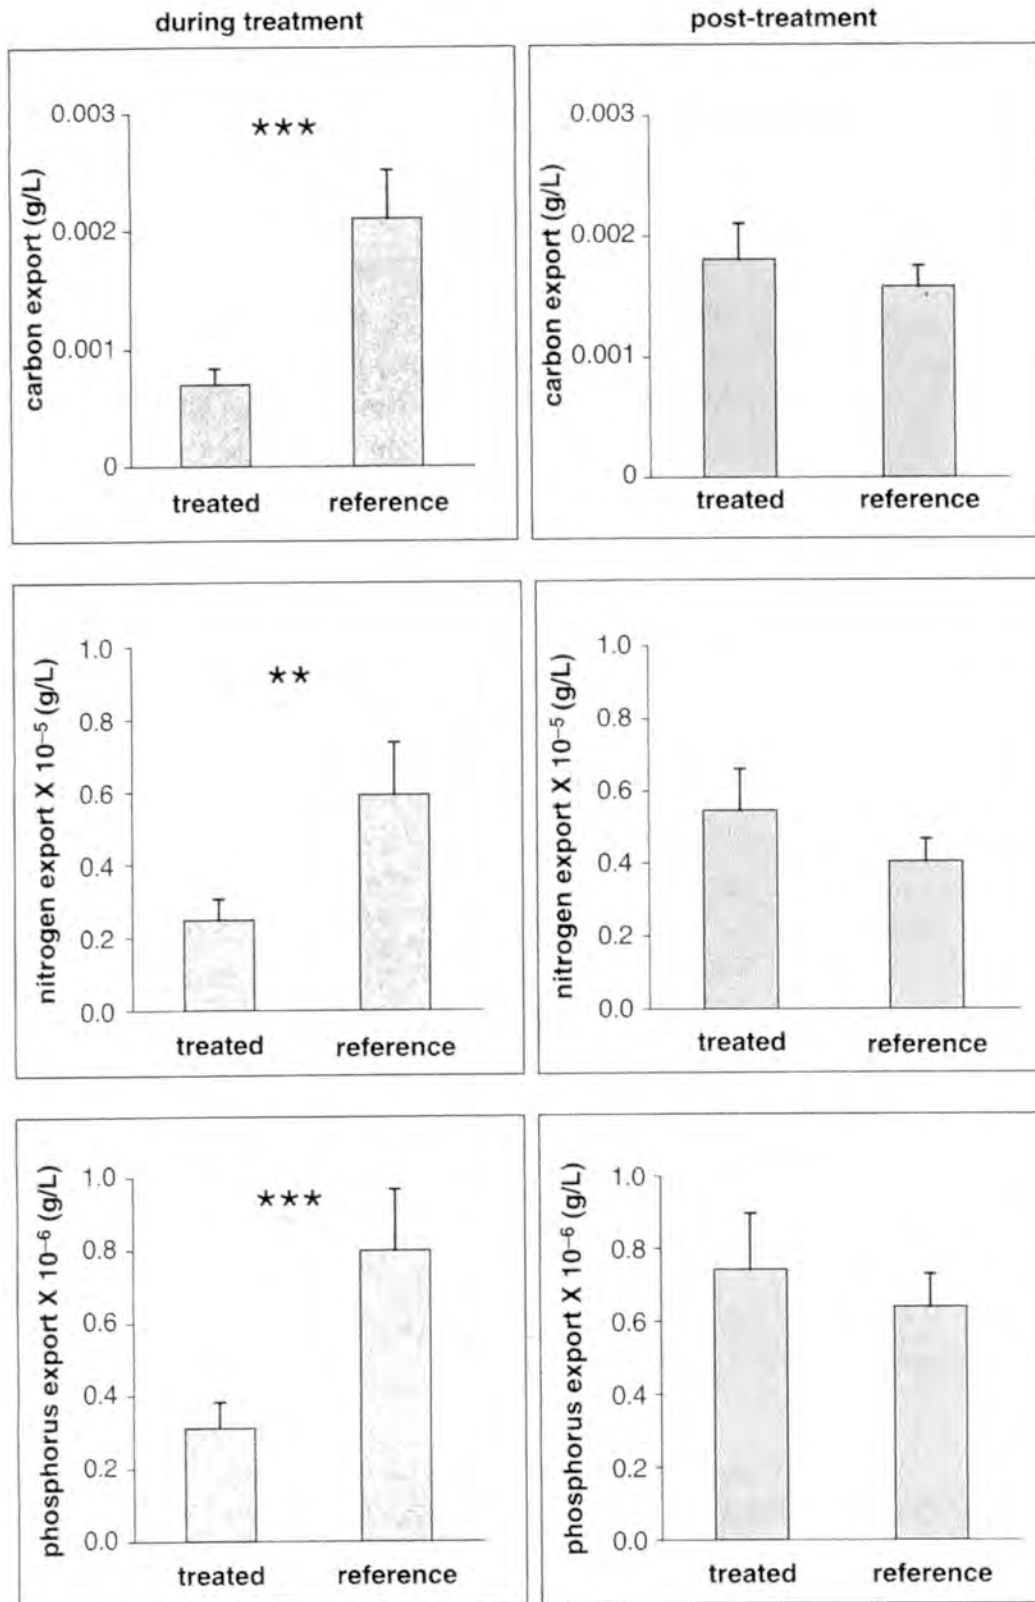 during treatment
post-treatment
carbon export (g/L)
0.003
0.002
0.001
0
★★★
treated reference
carbon export (g/L)
0.003
0.002
0.001
0
treated reference
nitrogen export X 10⁻⁵ (g/L)
1.0
0.8
0.6
0.4
0.2
0.0
★★
treated reference
nitrogen export X 10⁻⁵ (g/L)
1.0
0.8
0.6
0.4
0.2
0.0
treated reference
phosphorus export X 10⁻⁶ (g/L)
1.0
0.8
0.6
0.4
0.2
0.0
★★★
treated reference
phosphorus export X 10⁻⁶ (g/L)
1.0
0.8
0.6
0.4
0.2
0.0
treated reference